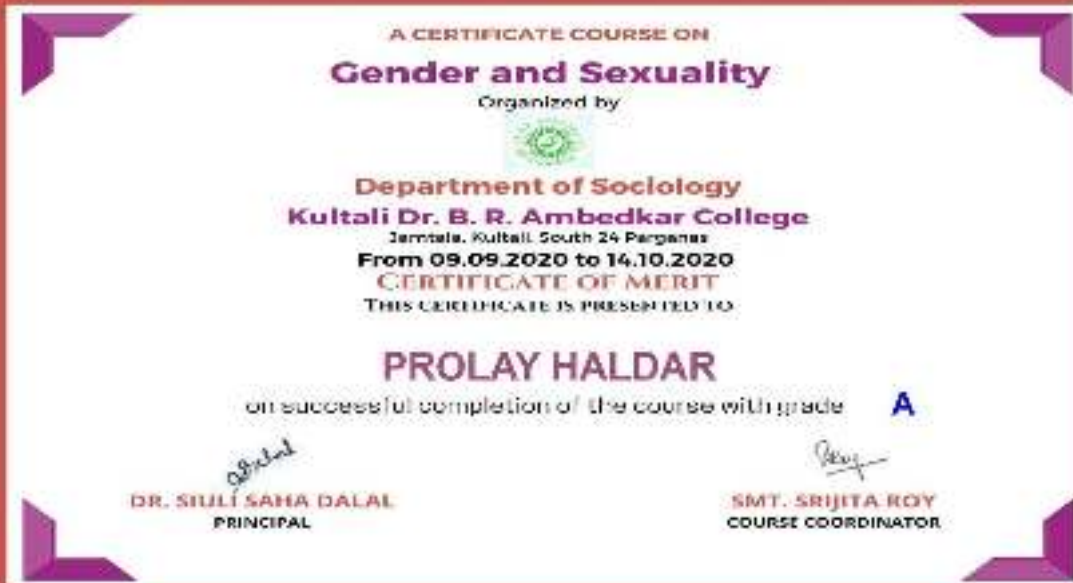 A CERTIFICATE COURSE ON
Gender and Sexuality
Organized by
Department of Sociology
Kultali Dr. B. R. Ambedkar College
Jamtala, Kultali, South 24 Parganas
From 09.09.2020 to 14.10.2020
CERTIFICATE OF MERIT
THIS CERTIFICATE IS PRESENTED TO
PROLAY HALDAR
on successful completion of the course with grade A
DR. SIULI SAHA DALAL
PRINCIPAL
SMT. SRIJITA ROY
COURSE COORDINATOR